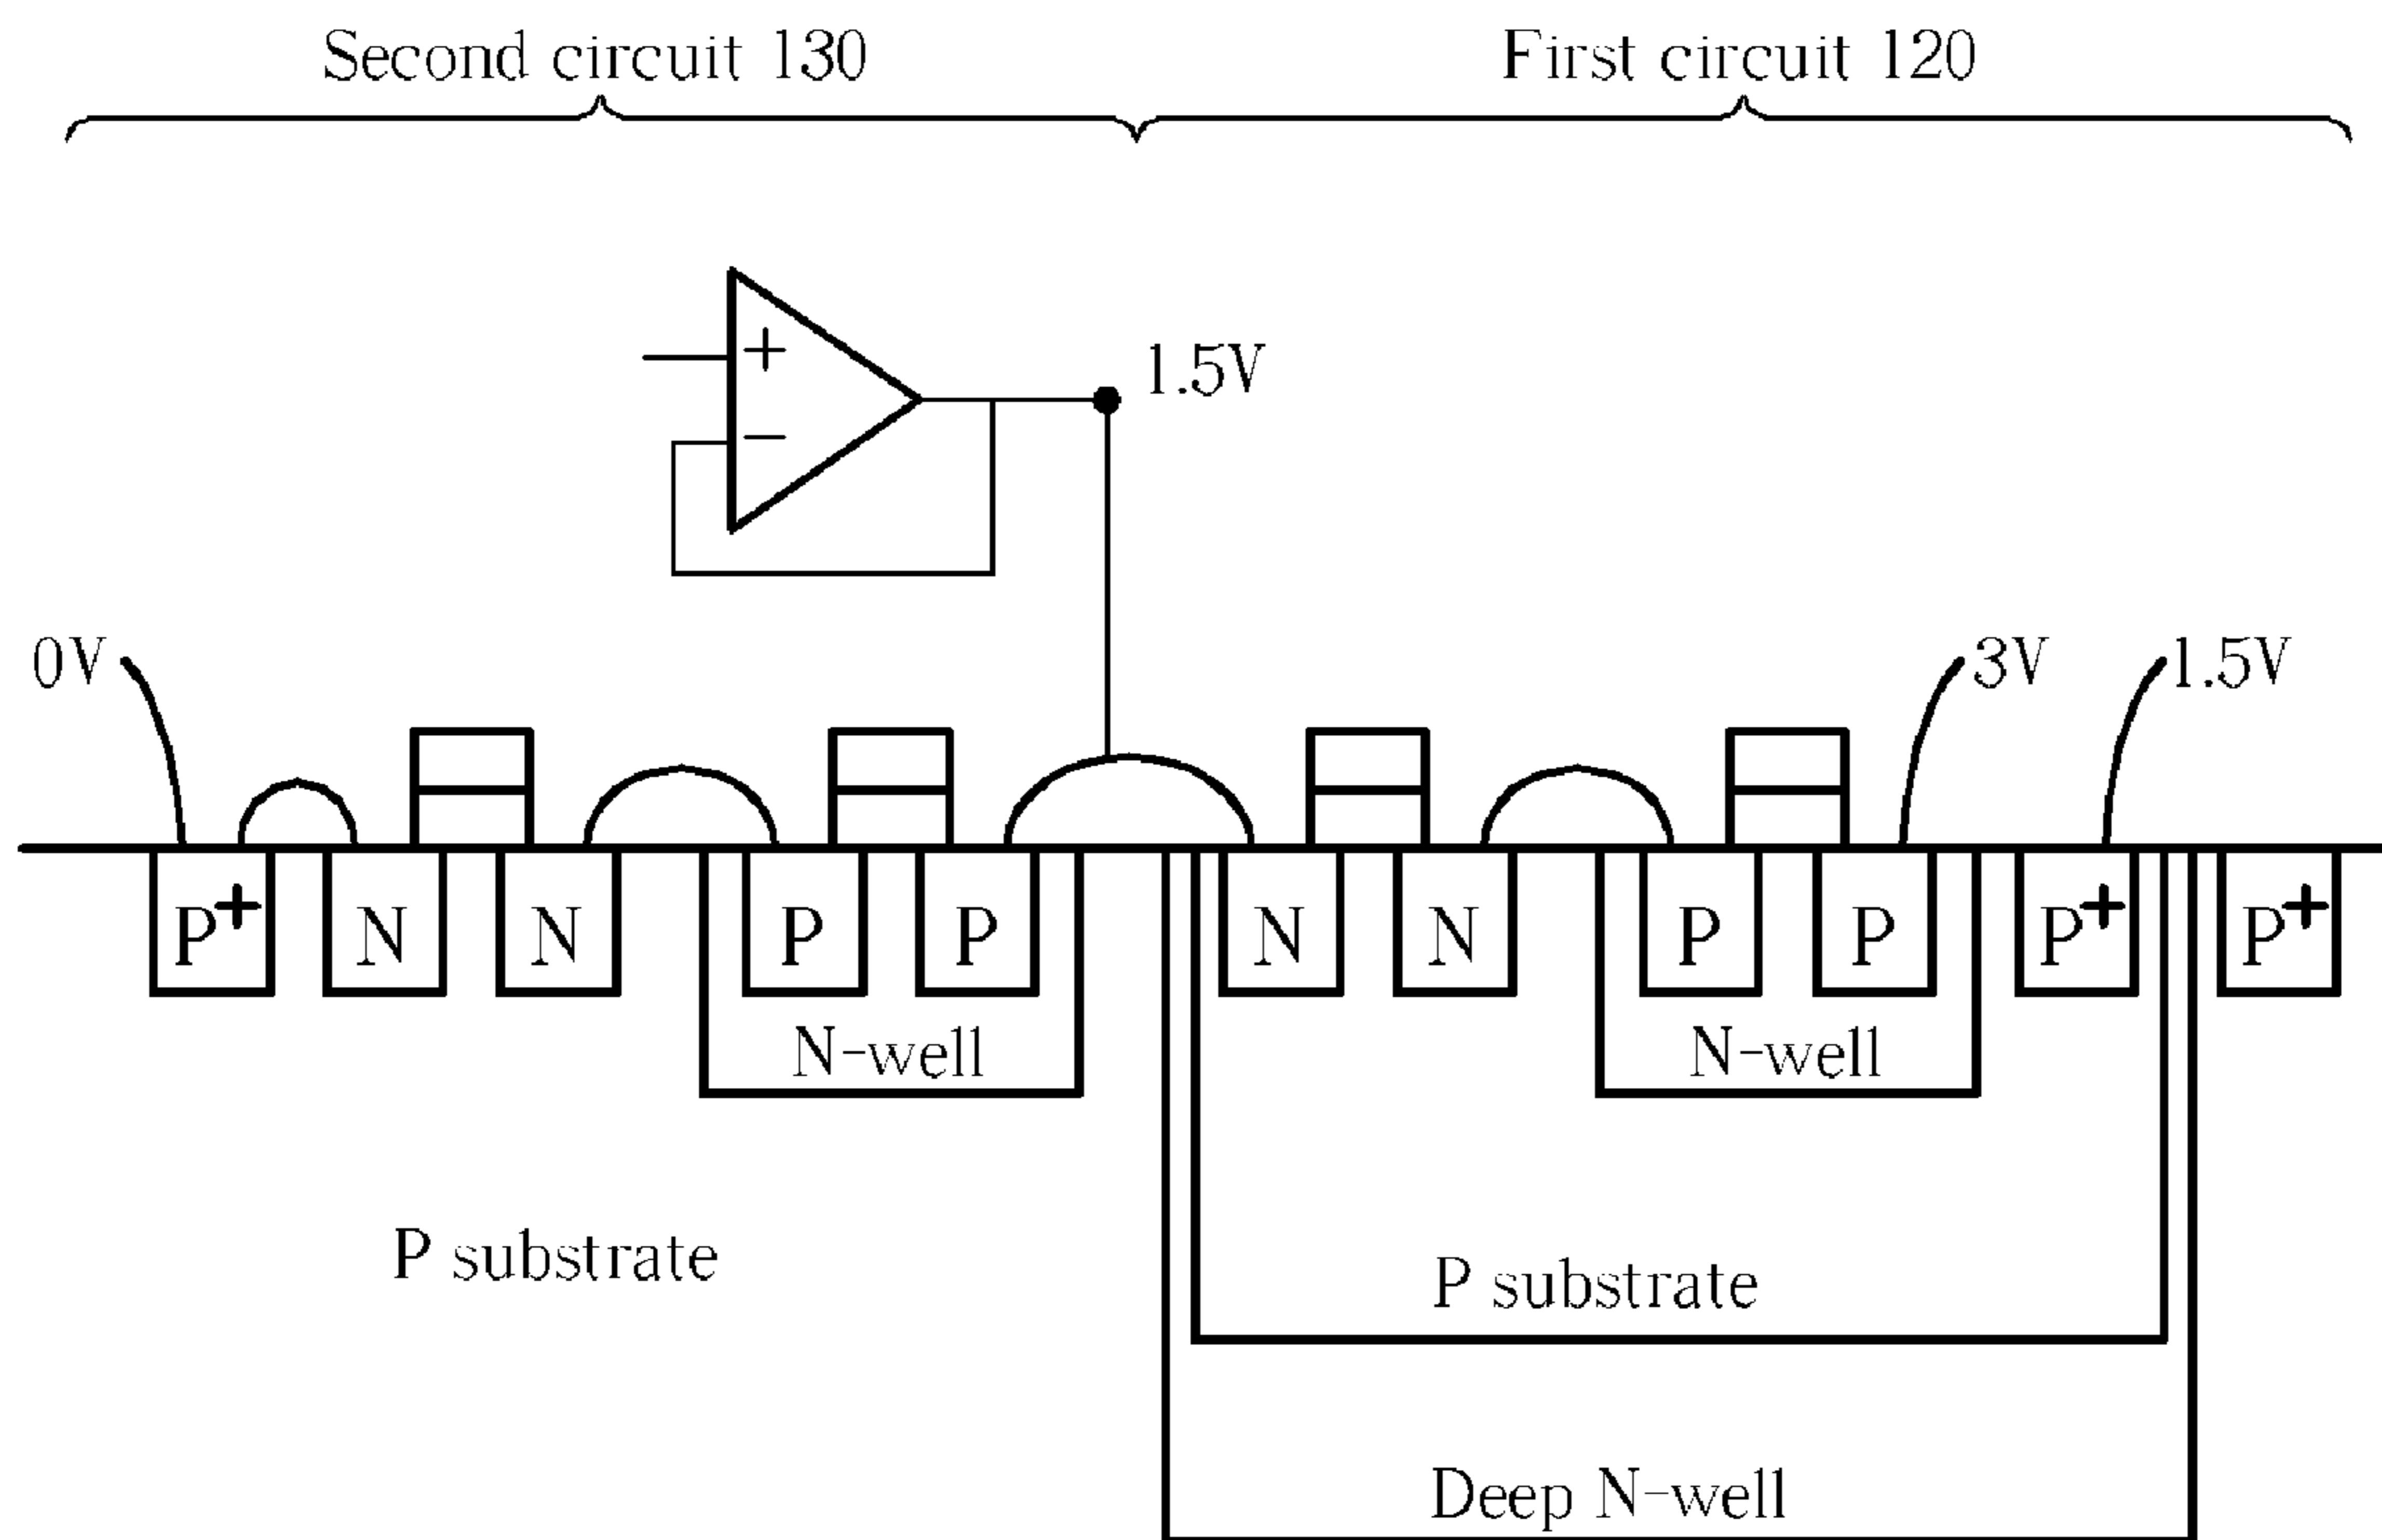 Second circuit 130 First circuit 120
+
1.5V
−
0V 3V 1.5V
P+ N N P P N N P P P+ P+
N-well N-well
P substrate P substrate
Deep N-well